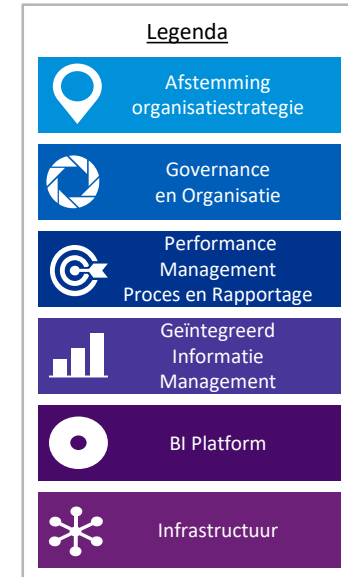 Legenda
Afstemming
organisatiestrategie
Governance
en Organisatie
Performance
Management
Proces en Rapportage
Geïntegreerd
Informatie
Management
BI Platform
Infrastructuur